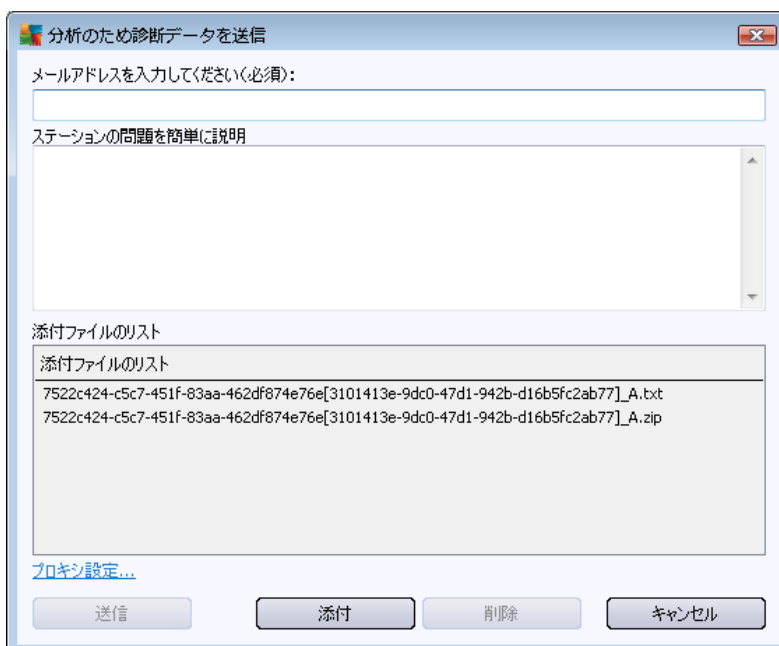 分析のため診断データを送信
メールアドレスを入力してください(必須):
ステーションの問題を簡単に説明
添付ファイルのリスト
添付ファイルのリスト
7522c424-c5c7-451f-83aa-462df874e76e[3101413e-9dc0-47d1-942b-d16b5fc2ab77]_A.txt
7522c424-c5c7-451f-83aa-462df874e76e[3101413e-9dc0-47d1-942b-d16b5fc2ab77]_A.zip
プロキシ設定...
送信 添付 削除 キャンセル